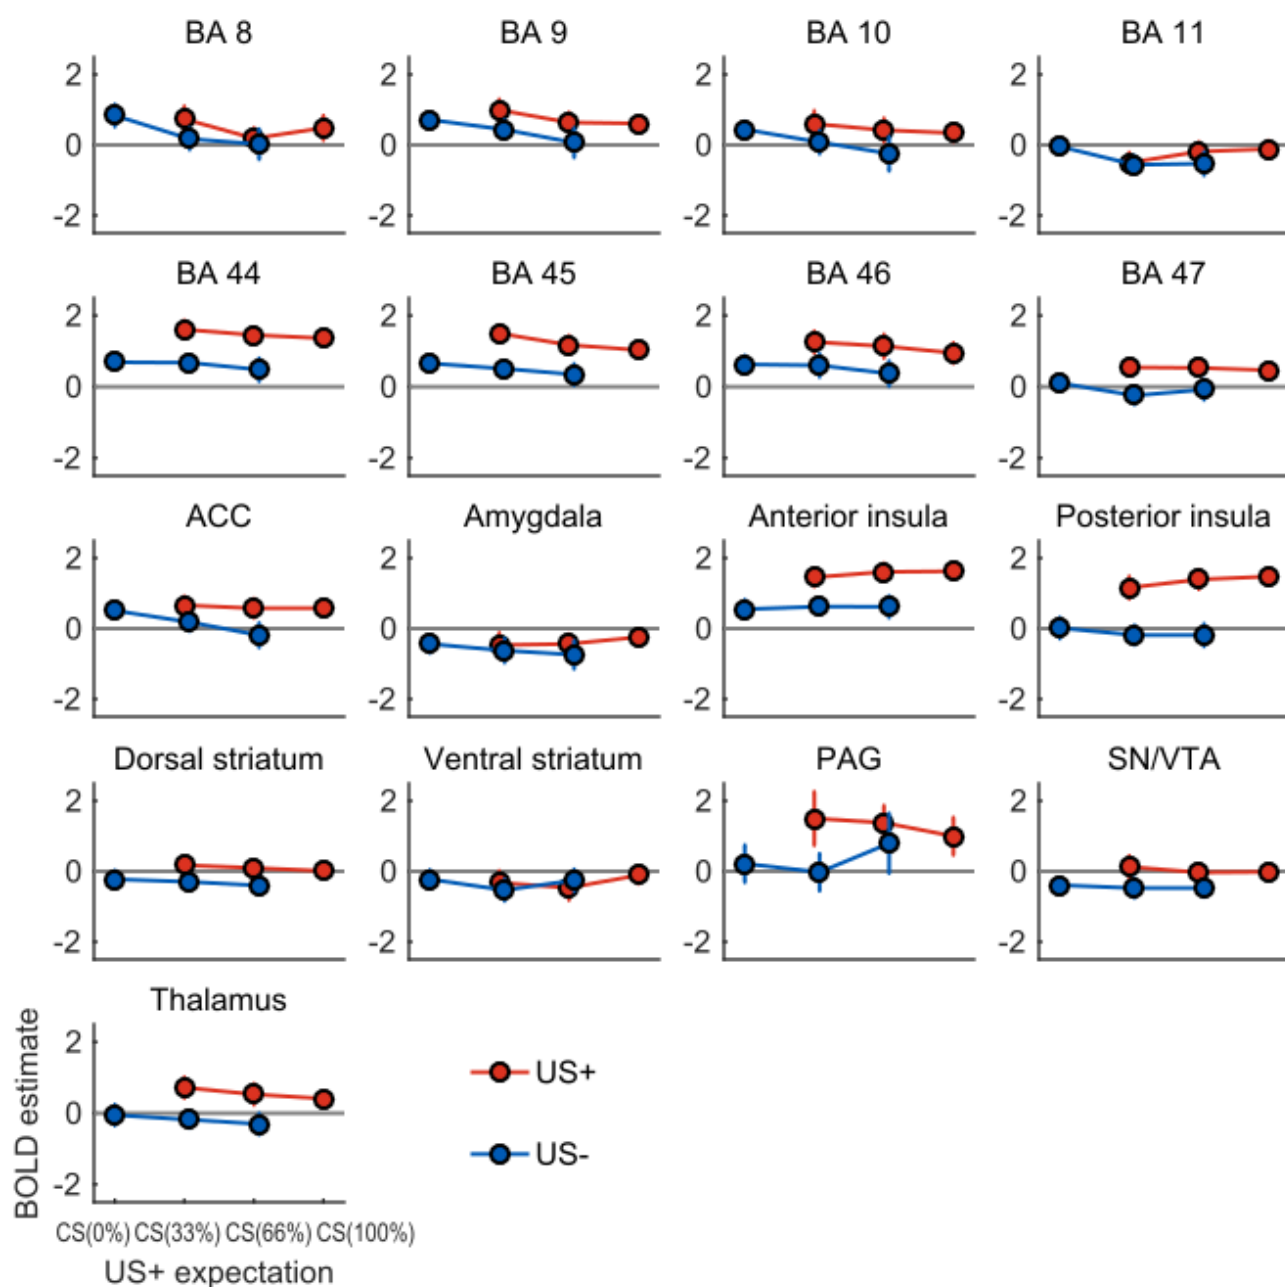 BA 8 BA 9 BA 10 BA 11
2 2 2 2
0 0 0 0
-2 -2 -2 -2
BA 44 BA 45 BA 46 BA 47
2 2 2 2
0 0 0 0
-2 -2 -2 -2
ACC Amygdala Anterior insula Posterior insula
2 2 2 2
0 0 0 0
-2 -2 -2 -2
Dorsal striatum Ventral striatum PAG SN/VTA
2 2 2 2
0 0 0 0
-2 -2 -2 -2
Thalamus
2
0
-2
BOLD estimate
US+
US-
CS(0%) CS(33%) CS(66%) CS(100%)
US+ expectation